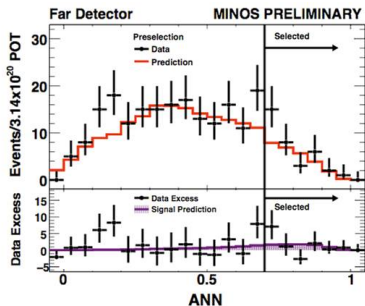 Far Detector MINOS PRELIMINARY
Preselection
Data
Prediction
Selected
Events/3.14x10²⁰ POT
30
20
10
0
Data Excess
Signal Prediction
Selected
Data Excess
15
10
5
0
-5
0 0.5 1
ANN